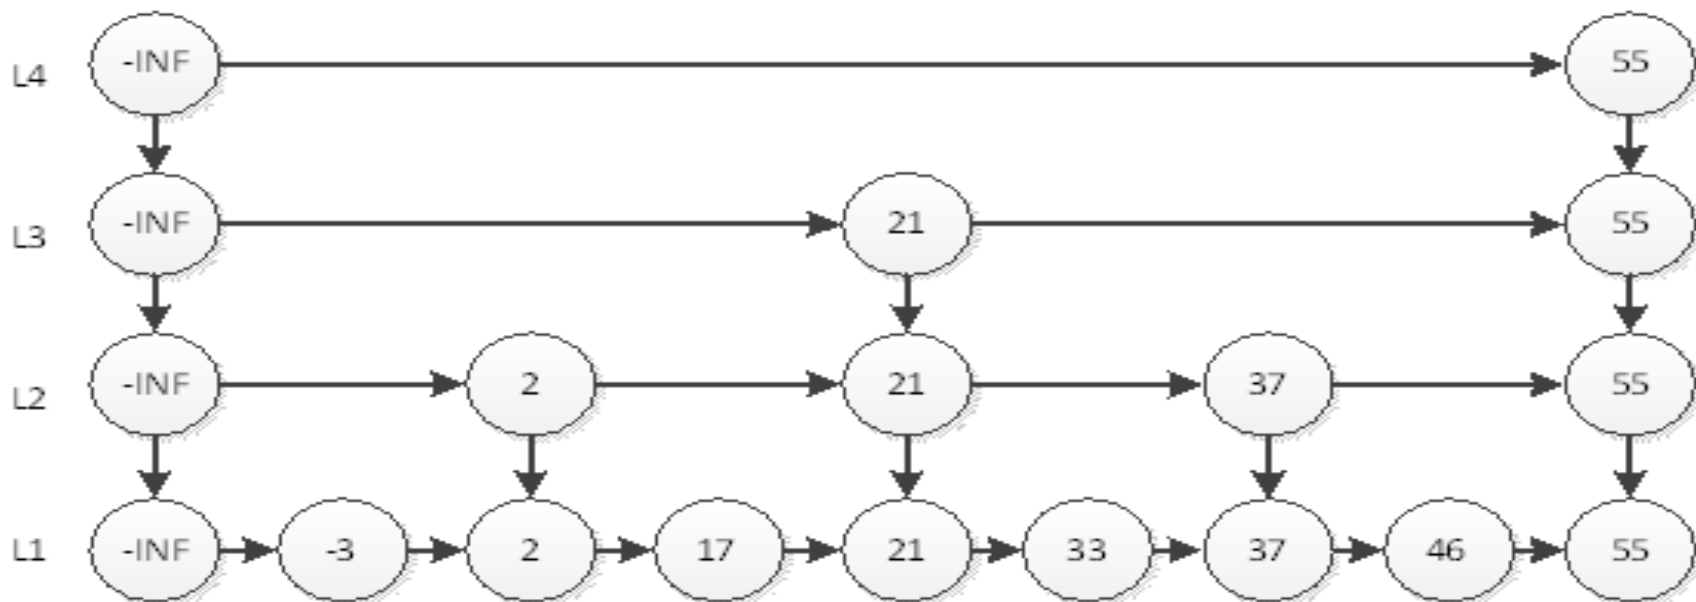 L4 -INF 55
L3 -INF 21 55
L2 -INF 2 21 37 55
L1 -INF -3 2 17 21 33 37 46 55